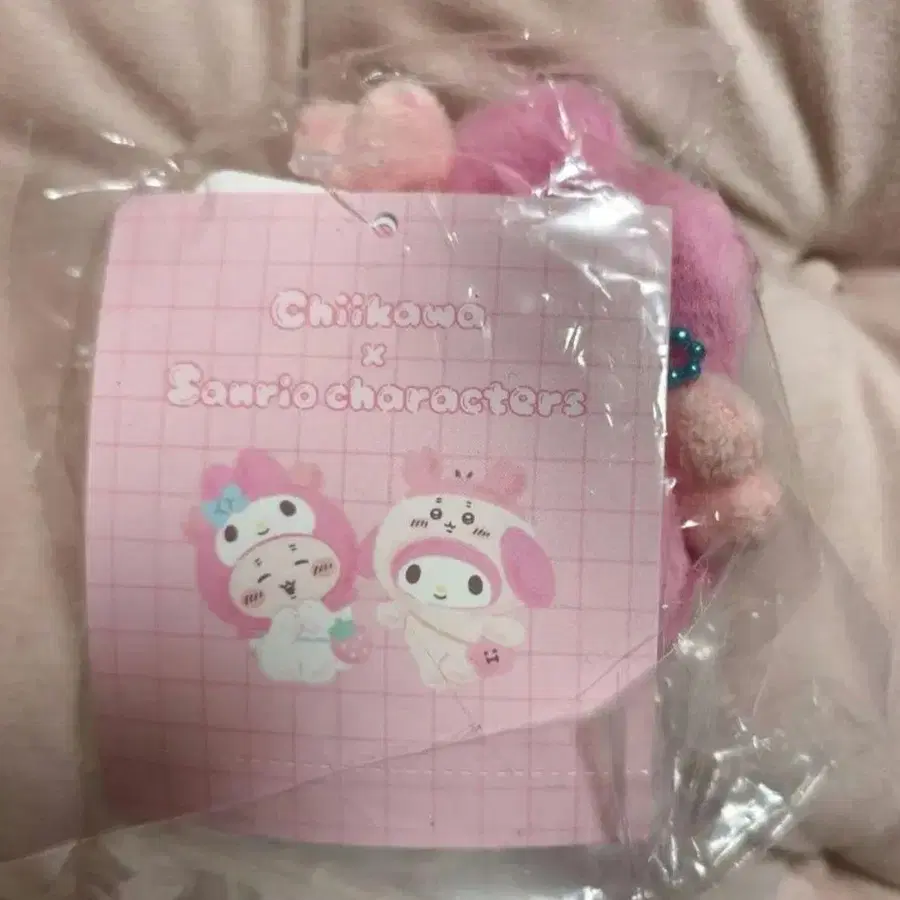 Chiikawa
x
Sanrio characters